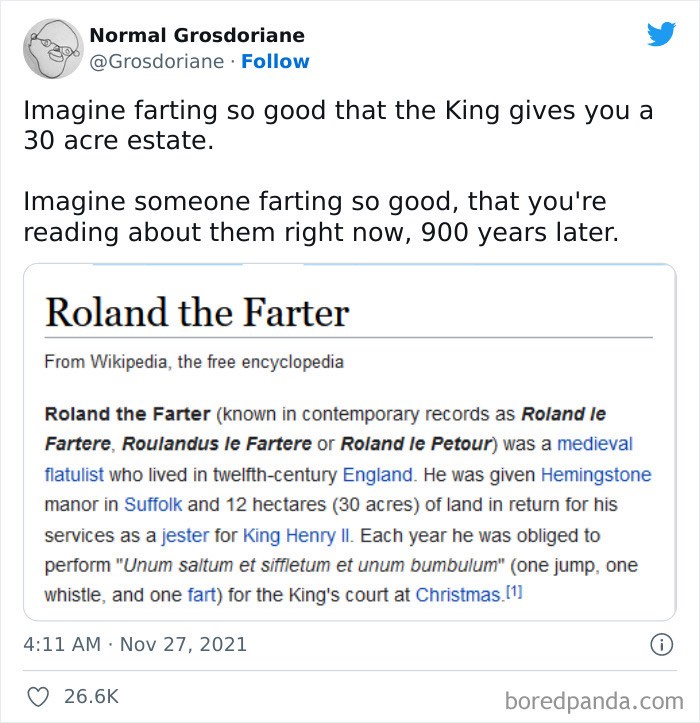 Normal Grosdoriane
@Grosdoriane · Follow
Imagine farting so good that the King gives you a
30 acre estate.
Imagine someone farting so good, that you're
reading about them right now, 900 years later.
Roland the Farter
From Wikipedia, the free encyclopedia
Roland the Farter (known in contemporary records as Roland le
Fartere, Roulandus le Fartere or Roland le Petour) was a medieval
flatulist who lived in twelfth-century England. He was given Hemingstone
manor in Suffolk and 12 hectares (30 acres) of land in return for his
services as a jester for King Henry II. Each year he was obliged to
perform "Unum saltum et siffletum et unum bumbulum" (one jump, one
whistle, and one fart) for the King's court at Christmas.[1]
4:11 AM · Nov 27, 2021
26.6K
boredpanda.com